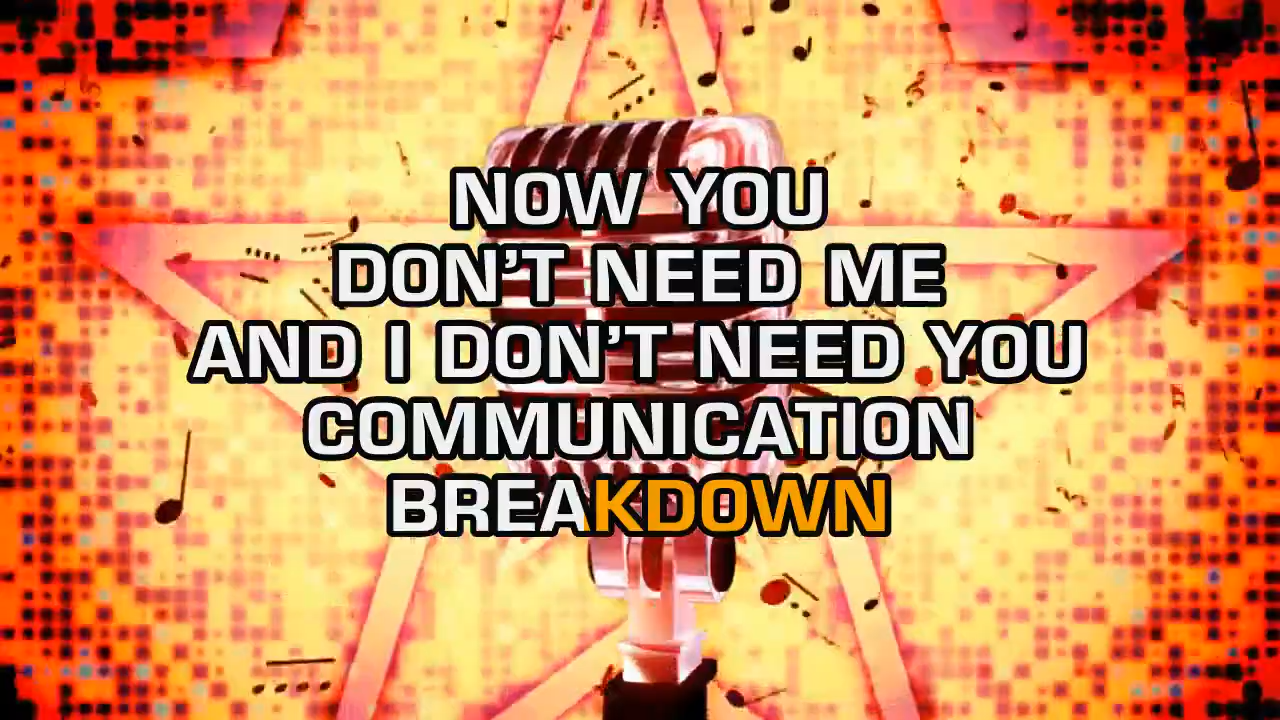 NOW YOU
DON'T NEED ME
AND I DON'T NEED YOU
COMMUNICATION
BREAKDOWN